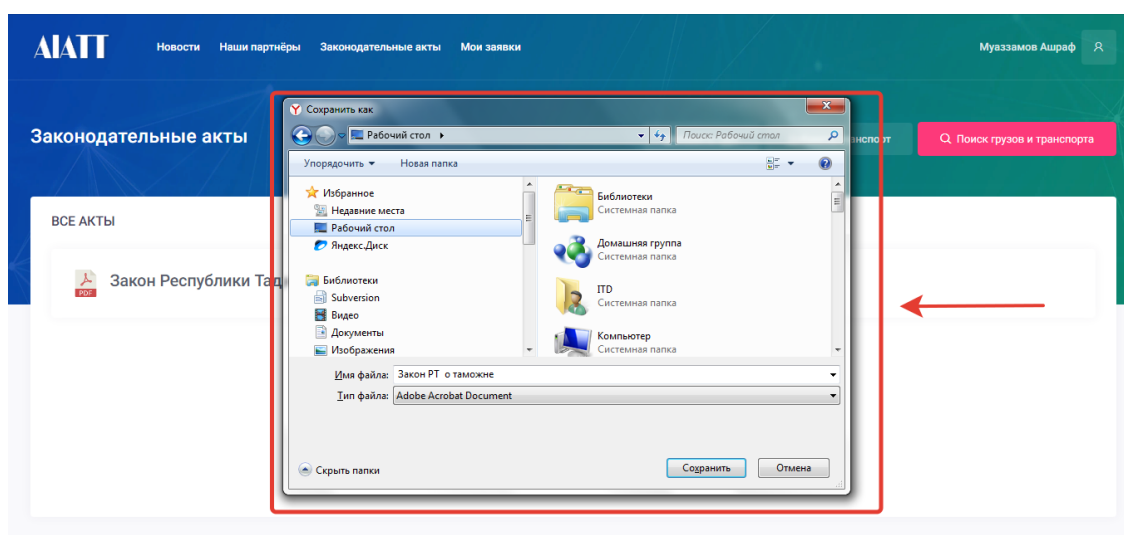 AIATT
Новости Наши партнёры Законодательные акты Мои заявки
Муаззамов Ашраф
Законодательные акты
нспорт
Поиск грузов и транспорта
ВСЕ АКТЫ
PDF
Закон Республики Тад
Сохранить как
Рабочий стол
Поиск: Рабочий стол
Упорядочить Новая папка
Избранное
Недавние места
Рабочий стол
Яндекс.Диск
Библиотеки
Subversion
Видео
Документы
Изображения
Библиотеки
Системная папка
Домашняя группа
Системная папка
ITD
Системная папка
Компьютер
Системная папка
Имя файла: Закон РТ о таможне
Тип файла: Adobe Acrobat Document
Скрыть папки
Сохранить Отмена